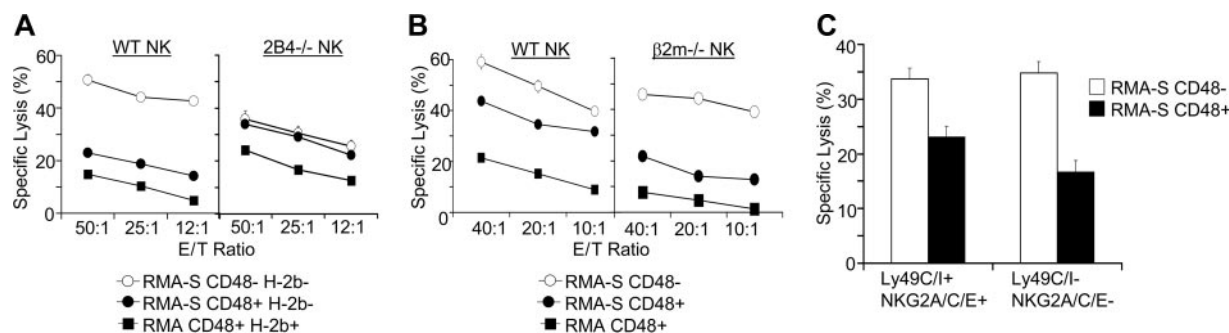 A
WT NK
2B4-/- NK
Specific Lysis (%)
60
40
20
0
50:1 25:1 12:1
50:1 25:1 12:1
E/T Ratio
RMA-S CD48- H-2b-
RMA-S CD48+ H-2b-
RMA CD48+ H-2b+
B
WT NK
β2m-/- NK
Specific Lysis (%)
60
40
20
0
40:1 20:1 10:1
40:1 20:1 10:1
E/T Ratio
RMA-S CD48-
RMA-S CD48+
RMA CD48+
C
Specific Lysis (%)
40
30
20
10
0
RMA-S CD48-
RMA-S CD48+
Ly49C/I+
NKG2A/C/E+
Ly49C/I-
NKG2A/C/E-